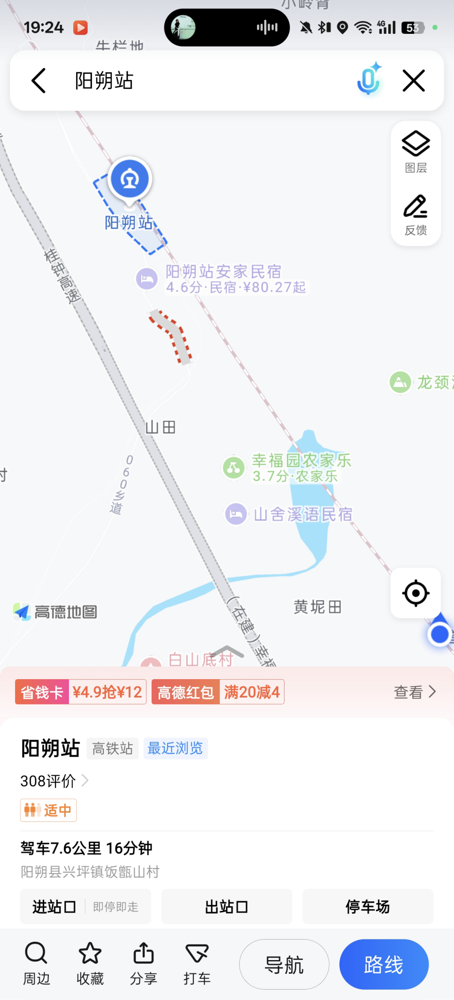 小岭背
19:24
4G
53
牛栏地
阳朔站
图层
反馈
阳朔站
桂钟高速
阳朔站安家民宿
4.6分·民宿·¥80.27起
龙颈
山田
村
幸福园农家乐
3.7分·农家乐
060乡道
山舍溪语民宿
黄坭田
高德地图
(在建)幸福
白山底村
省钱卡 ¥4.9抢¥12 高德红包 满20减4 查看
阳朔站 高铁站 最近浏览
308评价
适中
驾车7.6公里 16分钟
阳朔县兴坪镇饭甑山村
进站口 即停即走 出站口 停车场
周边 收藏 分享 打车 导航 路线